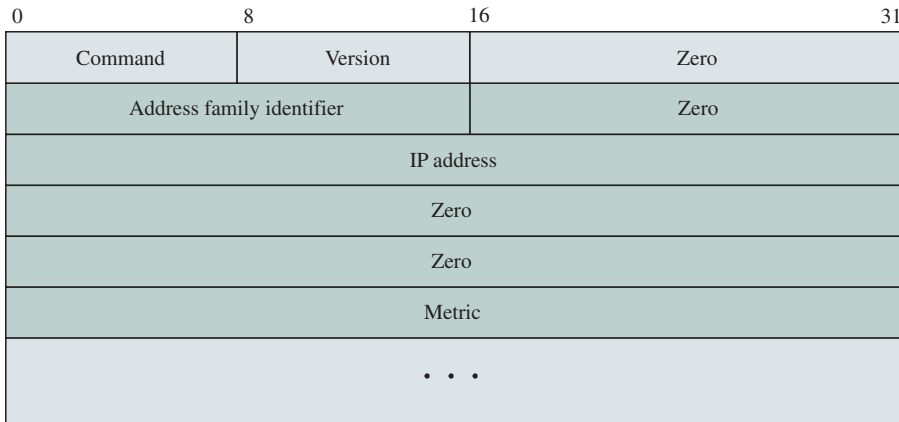 0 8 16 31
Command Version Zero
Address family identifier Zero
IP address
Zero
Zero
Metric
• • •